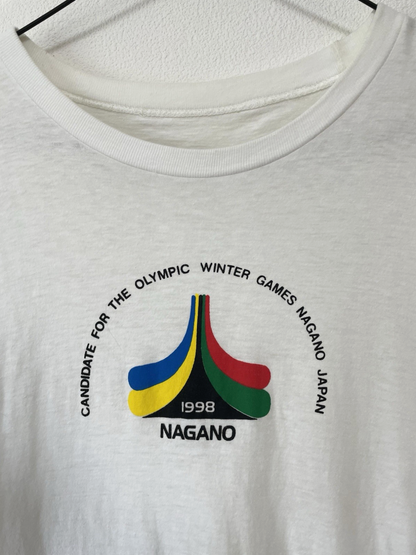 CANDIDATE FOR THE OLYMPIC WINTER GAMES NAGANO JAPAN
1998
NAGANO